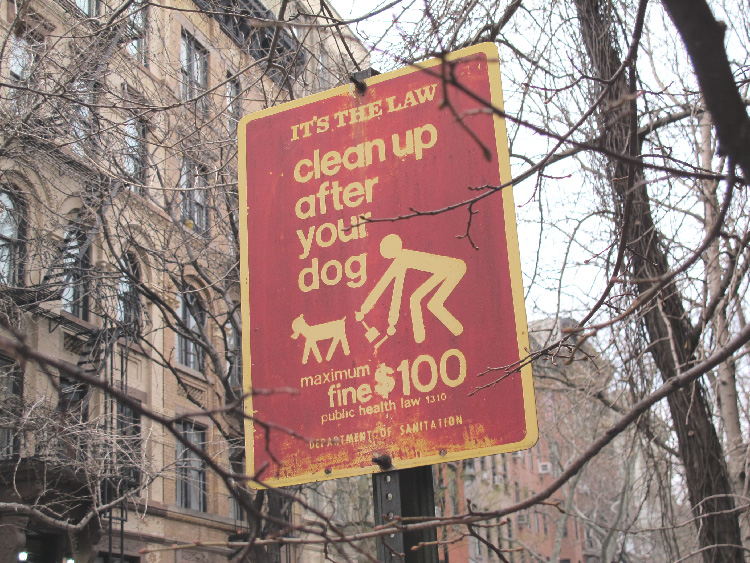 IT'S THE LAW
clean up
after
your
dog
maximum
fine $100
public health law 1310
DEPARTMENT OF SANITATION